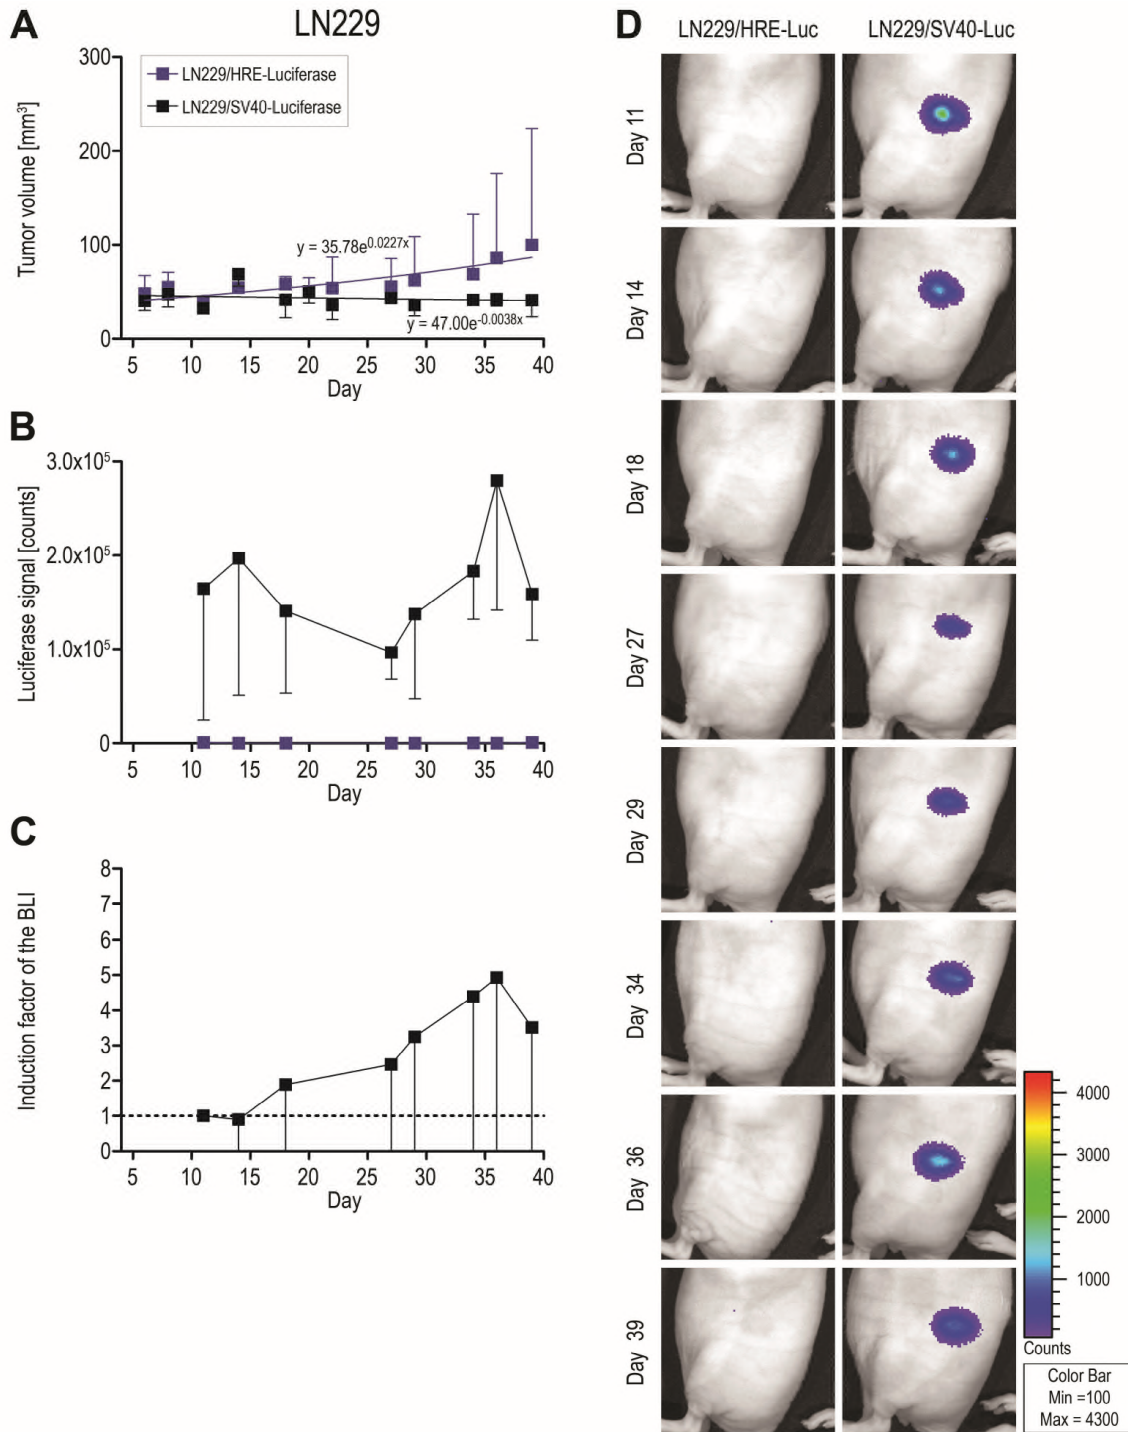 A
LN229
300
200
100
0
Tumor volume [mm³]
LN229/HRE-Luciferase
LN229/SV40-Luciferase
y = 35.78e^0.0227x
y = 47.00e^-0.0038x
5 10 15 20 25 30 35 40
Day
B
3.0x10⁵
2.0x10⁵
1.0x10⁵
0
Luciferase signal [counts]
5 10 15 20 25 30 35 40
Day
C
8
7
6
5
4
3
2
1
0
Induction factor of the BLI
5 10 15 20 25 30 35 40
Day
D
LN229/HRE-Luc LN229/SV40-Luc
Day 11
Day 14
Day 18
Day 27
Day 29
Day 34
Day 36
Day 39
4000
3000
2000
1000
Counts
Color Bar
Min =100
Max = 4300